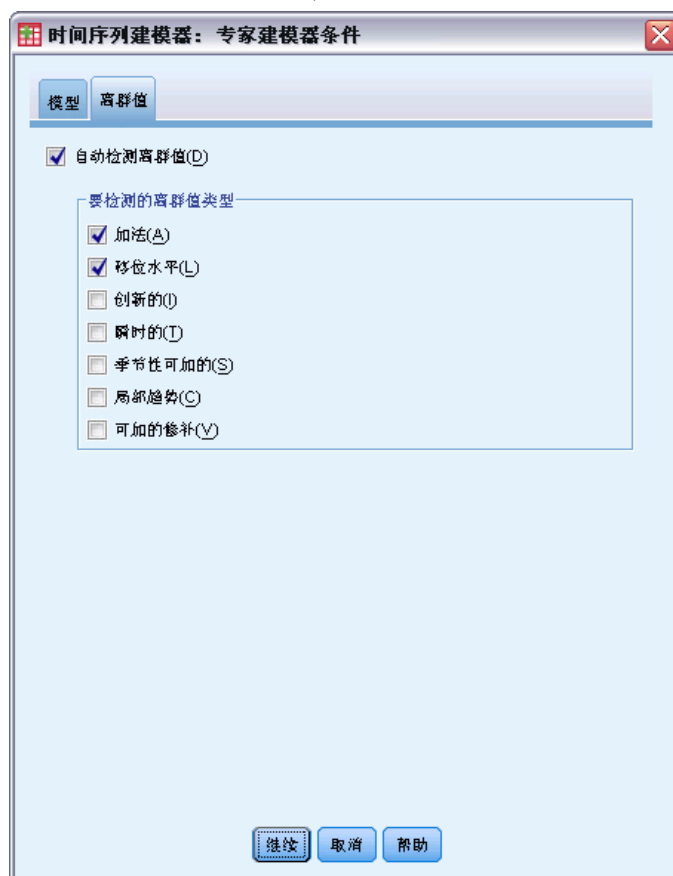 时间序列建模器：专家建模器条件
模型 离群值
自动检测离群值(D)
要检测的离群值类型
加法(A)
移位水平(L)
创新的(I)
瞬时的(T)
季节性可加的(S)
局部趋势(C)
可加的修补(V)
继续 取消 帮助